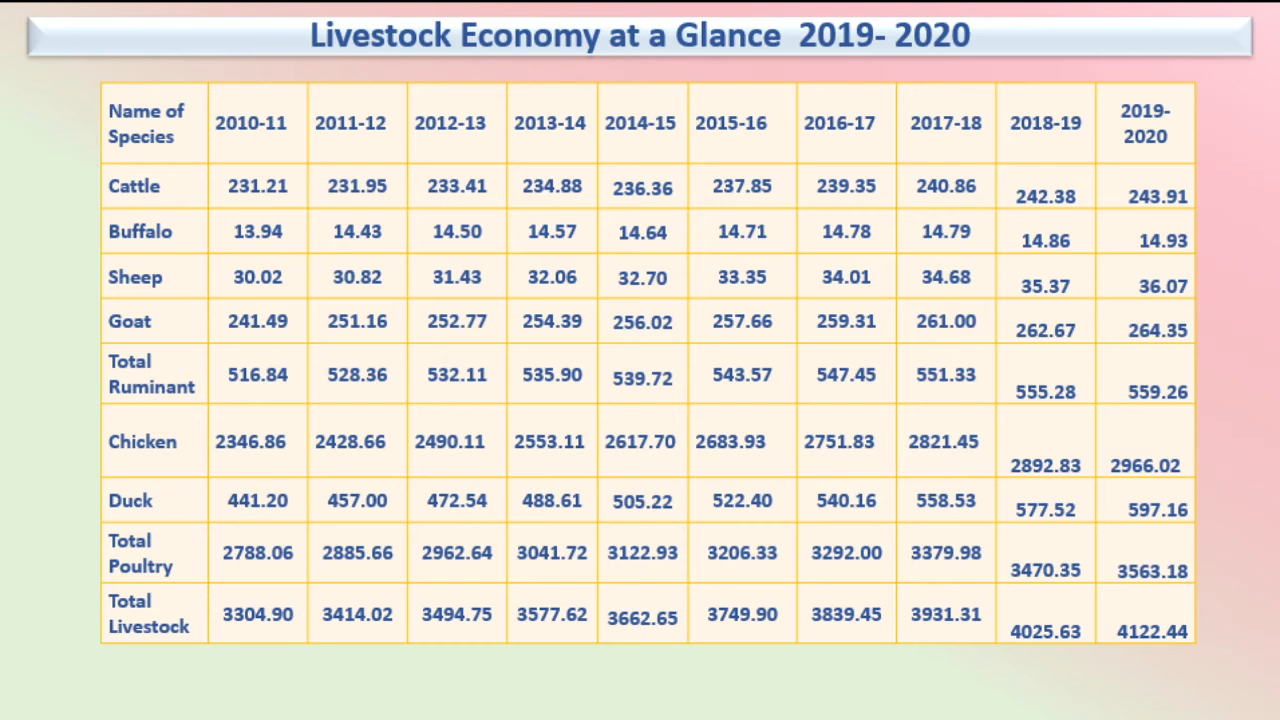 Livestock Economy at a Glance 2019- 2020
Name of Species 2010-11 2011-12 2012-13 2013-14 2014-15 2015-16 2016-17 2017-18 2018-19 2019-2020
Cattle 231.21 231.95 233.41 234.88 236.36 237.85 239.35 240.86 242.38 243.91
Buffalo 13.94 14.43 14.50 14.57 14.64 14.71 14.78 14.79 14.86 14.93
Sheep 30.02 30.82 31.43 32.06 32.70 33.35 34.01 34.68 35.37 36.07
Goat 241.49 251.16 252.77 254.39 256.02 257.66 259.31 261.00 262.67 264.35
Total Ruminant 516.84 528.36 532.11 535.90 539.72 543.57 547.45 551.33 555.28 559.26
Chicken 2346.86 2428.66 2490.11 2553.11 2617.70 2683.93 2751.83 2821.45 2892.83 2966.02
Duck 441.20 457.00 472.54 488.61 505.22 522.40 540.16 558.53 577.52 597.16
Total Poultry 2788.06 2885.66 2962.64 3041.72 3122.93 3206.33 3292.00 3379.98 3470.35 3563.18
Total Livestock 3304.90 3414.02 3494.75 3577.62 3662.65 3749.90 3839.45 3931.31 4025.63 4122.44